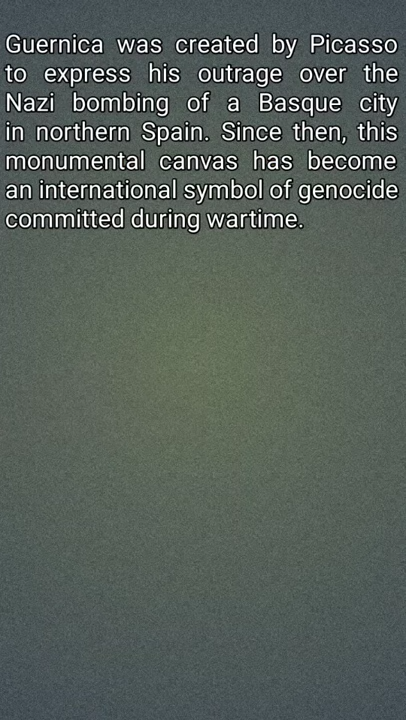 Guernica was created by Picasso
to express his outrage over the
Nazi bombing of a Basque city
in northern Spain. Since then, this
monumental canvas has become
an international symbol of genocide
committed during wartime.